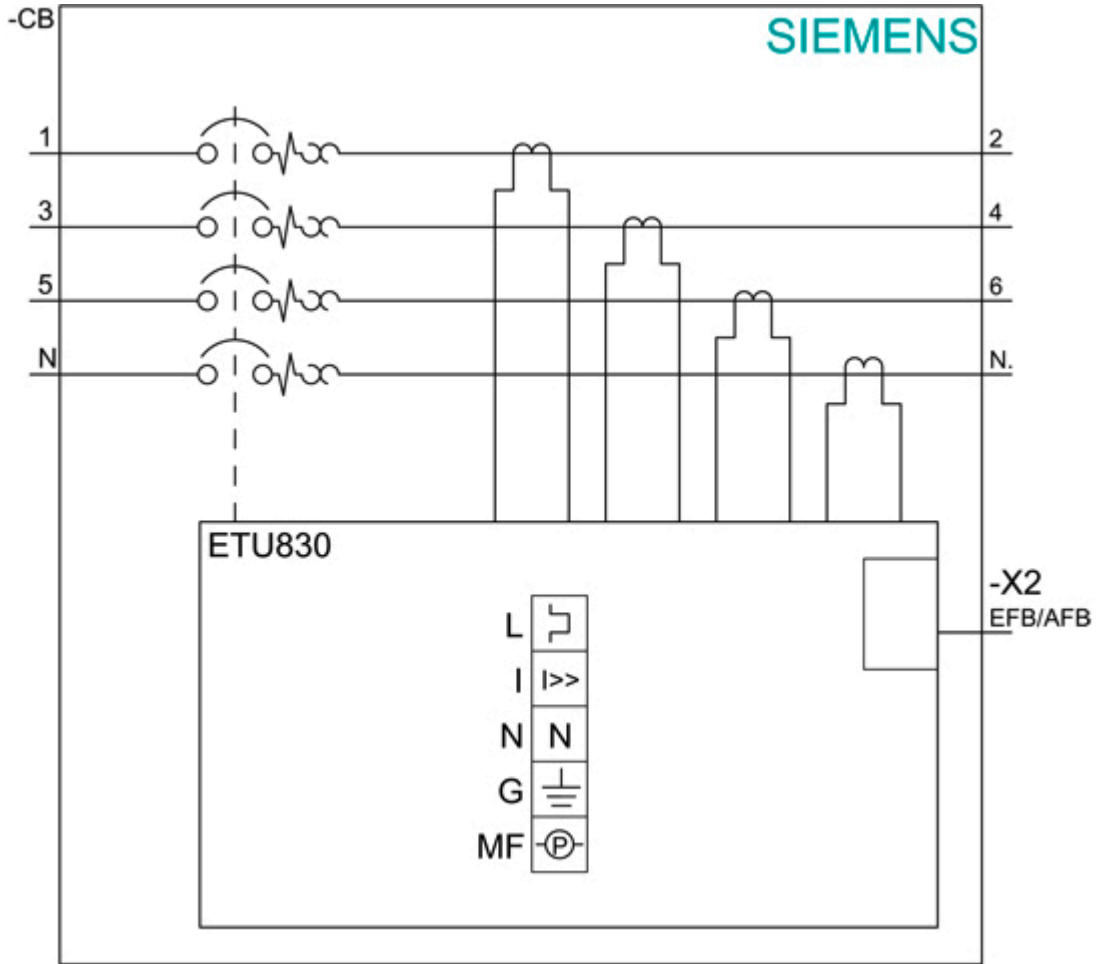 -CB
SIEMENS
1
2
3
4
5
6
N
N.
ETU830
-X2
EFB/AFB
L
I I>>
N N
G
MF P